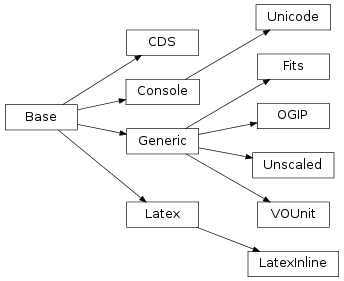 Unicode
CDS
Fits
Console
OGIP
Base
Generic
Unscaled
Latex
VOUnit
LatexInline